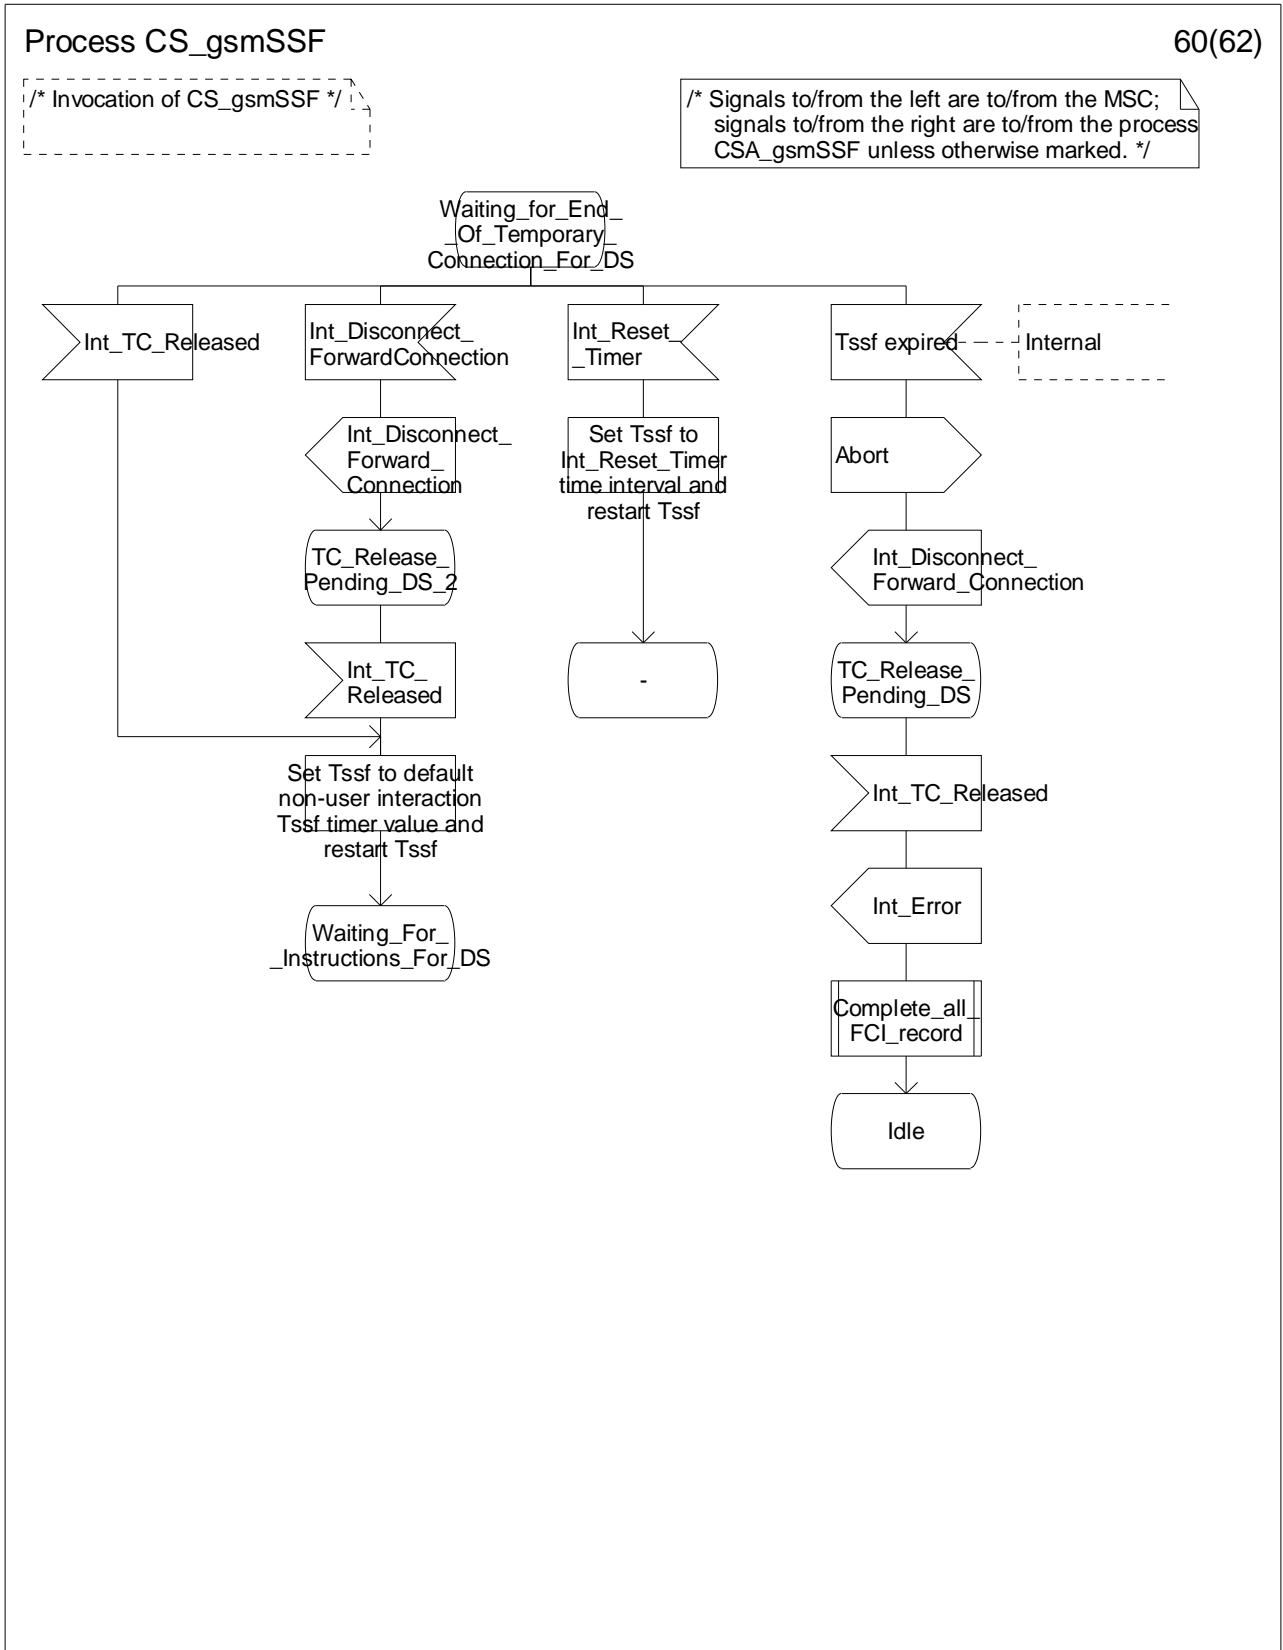 Process CS_gsmSSF
60(62)
/* Invocation of CS_gsmSSF */
/* Signals to/from the left are to/from the MSC;
signals to/from the right are to/from the process
CSA_gsmSSF unless otherwise marked. */
Waiting_for_End_
_Of_Temporary_
Connection_For_DS
Int_TC_Released
Int_Disconnect_
ForwardConnection
Int_Reset_
_Timer
Tssf expired
Internal
Int_Disconnect_
Forward_
Connection
Set Tssf to
Int_Reset_Timer
time interval and
restart Tssf
Abort
TC_Release_
Pending_DS_2
Int_Disconnect_
Forward_Connection
Int_TC_
Released
-
TC_Release_
Pending_DS
Set Tssf to default
non-user interaction
Tssf timer value and
restart Tssf
Int_TC_Released
Waiting_For_
_Instructions_For_DS
Int_Error
Complete_all_
FCI_record
Idle